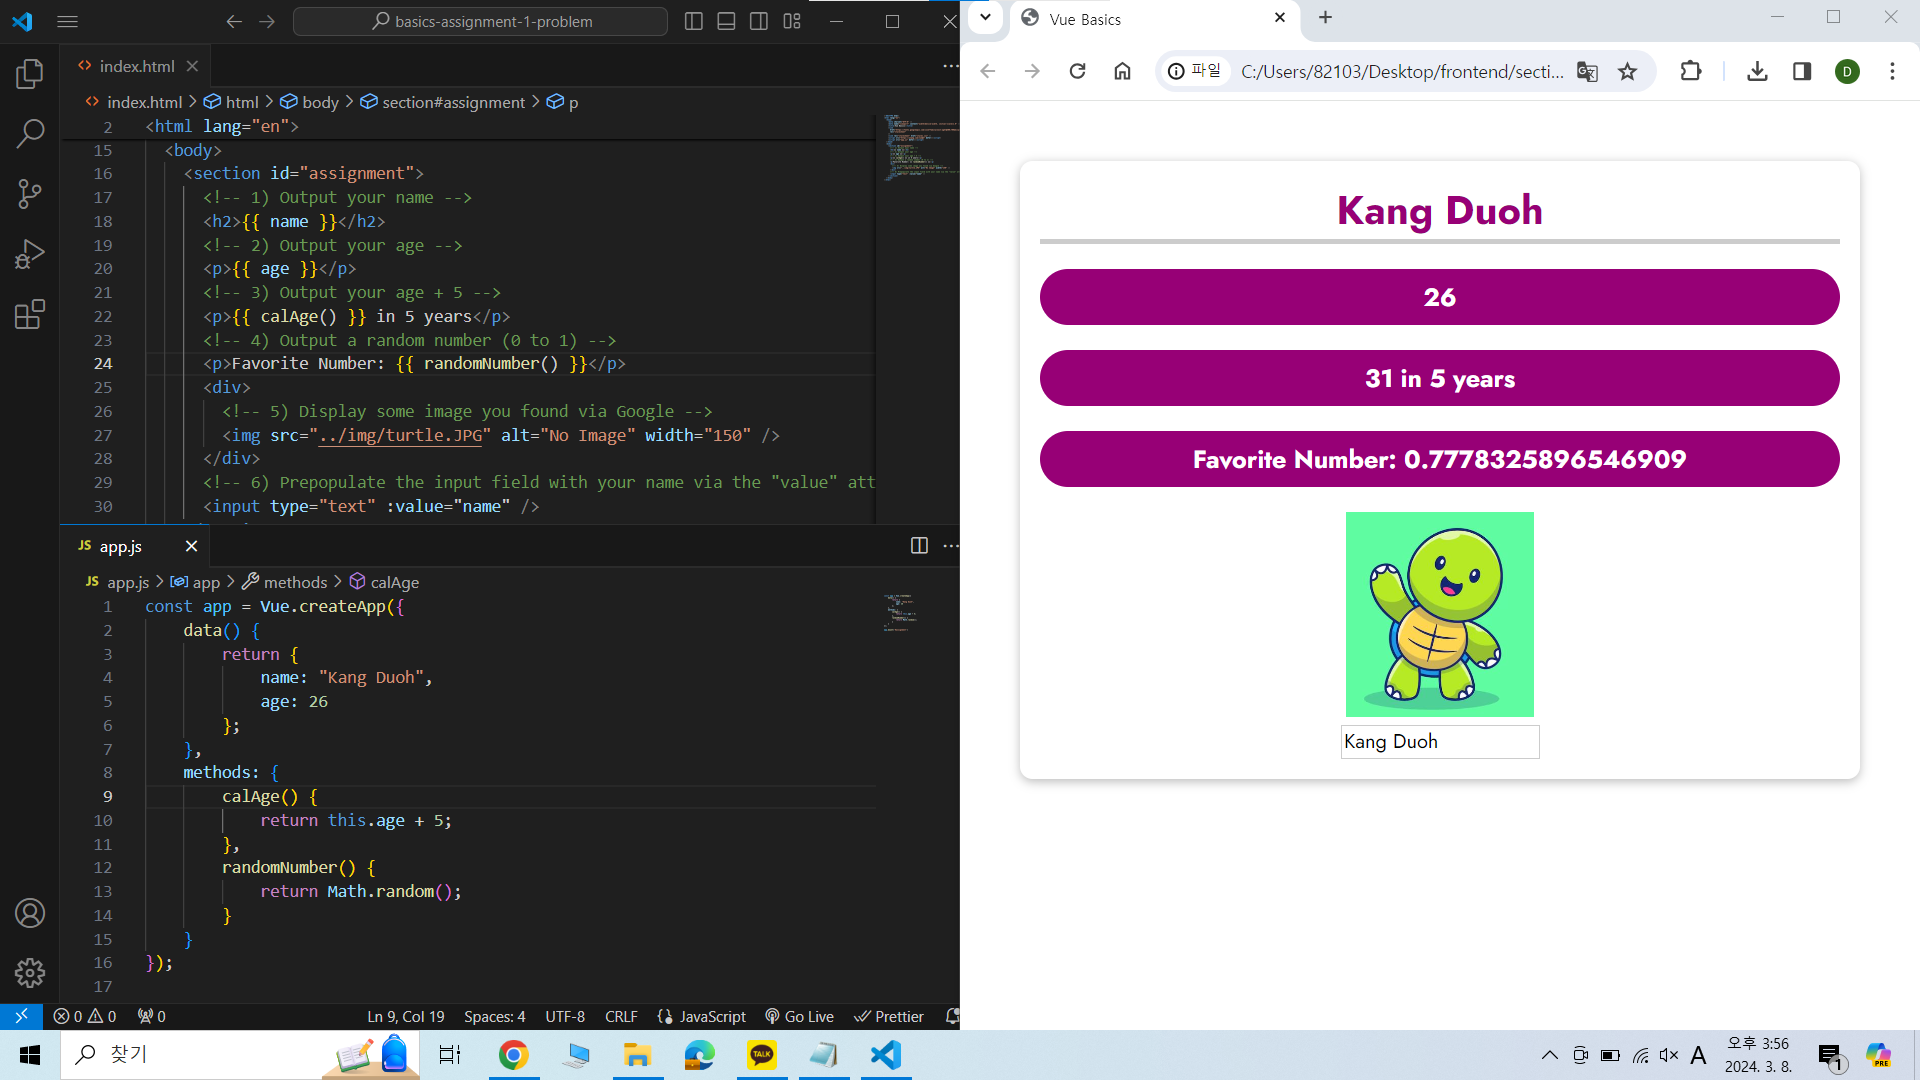 basics-assignment-1-problem
index.html
index.html > html > body > section#assignment > p
2 <html lang="en">
15 <body>
16 <section id="assignment">
17 <!-- 1) Output your name -->
18 <h2>{{ name }}</h2>
19 <!-- 2) Output your age -->
20 <p>{{ age }}</p>
21 <!-- 3) Output your age + 5 -->
22 <p>{{ calAge() }} in 5 years</p>
23 <!-- 4) Output a random number (0 to 1) -->
24 <p>Favorite Number: {{ randomNumber() }}</p>
25 <div>
26 <!-- 5) Display some image you found via Google -->
27 <img src="../img/turtle.JPG" alt="No Image" width="150" />
28 </div>
29 <!-- 6) Prepopulate the input field with your name via the "value" att
30 <input type="text" :value="name" />
JS app.js
JS app.js > app > methods > calAge
1 const app = Vue.createApp({
2 data() {
3 return {
4 name: "Kang Duoh",
5 age: 26
6 };
7 },
8 methods: {
9 calAge() {
10 return this.age + 5;
11 },
12 randomNumber() {
13 return Math.random();
14 }
15 }
16 });
17
0 0 0 Ln 9, Col 19 Spaces: 4 UTF-8 CRLF {} JavaScript Go Live Prettier
Vue Basics
파일 C:/Users/82103/Desktop/frontend/secti... D
Kang Duoh
26
31 in 5 years
Favorite Number: 0.7778325896546909
Kang Duoh
찾기
TALK
A
오후 3:56
2024. 3. 8.
1
PRE